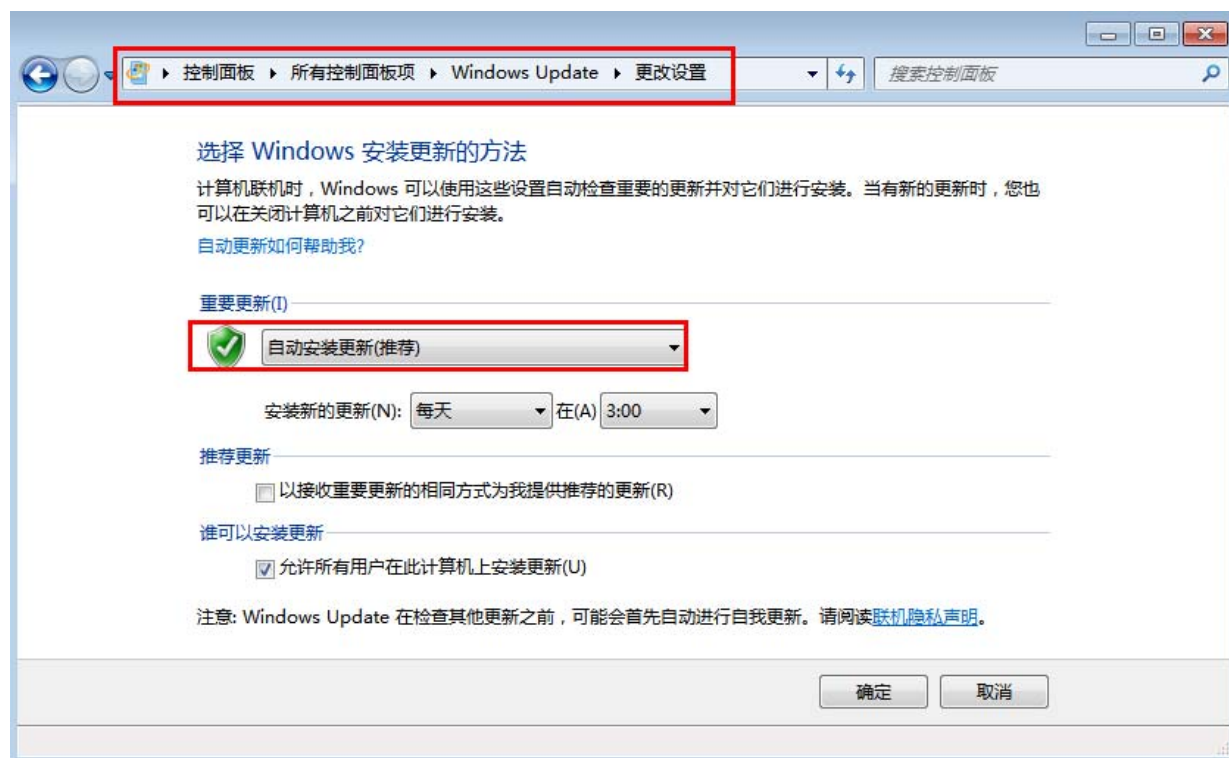 控制面板 ▸ 所有控制面板项 ▸ Windows Update ▸ 更改设置
搜索控制面板
选择 Windows 安装更新的方法
计算机联机时，Windows 可以使用这些设置自动检查重要的更新并对它们进行安装。当有新的更新时，您也
可以在关闭计算机之前对它们进行安装。
自动更新如何帮助我?
重要更新(I)
自动安装更新(推荐)
安装新的更新(N): 每天 在(A) 3:00
推荐更新
以接收重要更新的相同方式为我提供推荐的更新(R)
谁可以安装更新
允许所有用户在此计算机上安装更新(U)
注意: Windows Update 在检查其他更新之前，可能会首先自动进行自我更新。请阅读联机隐私声明。
确定 取消